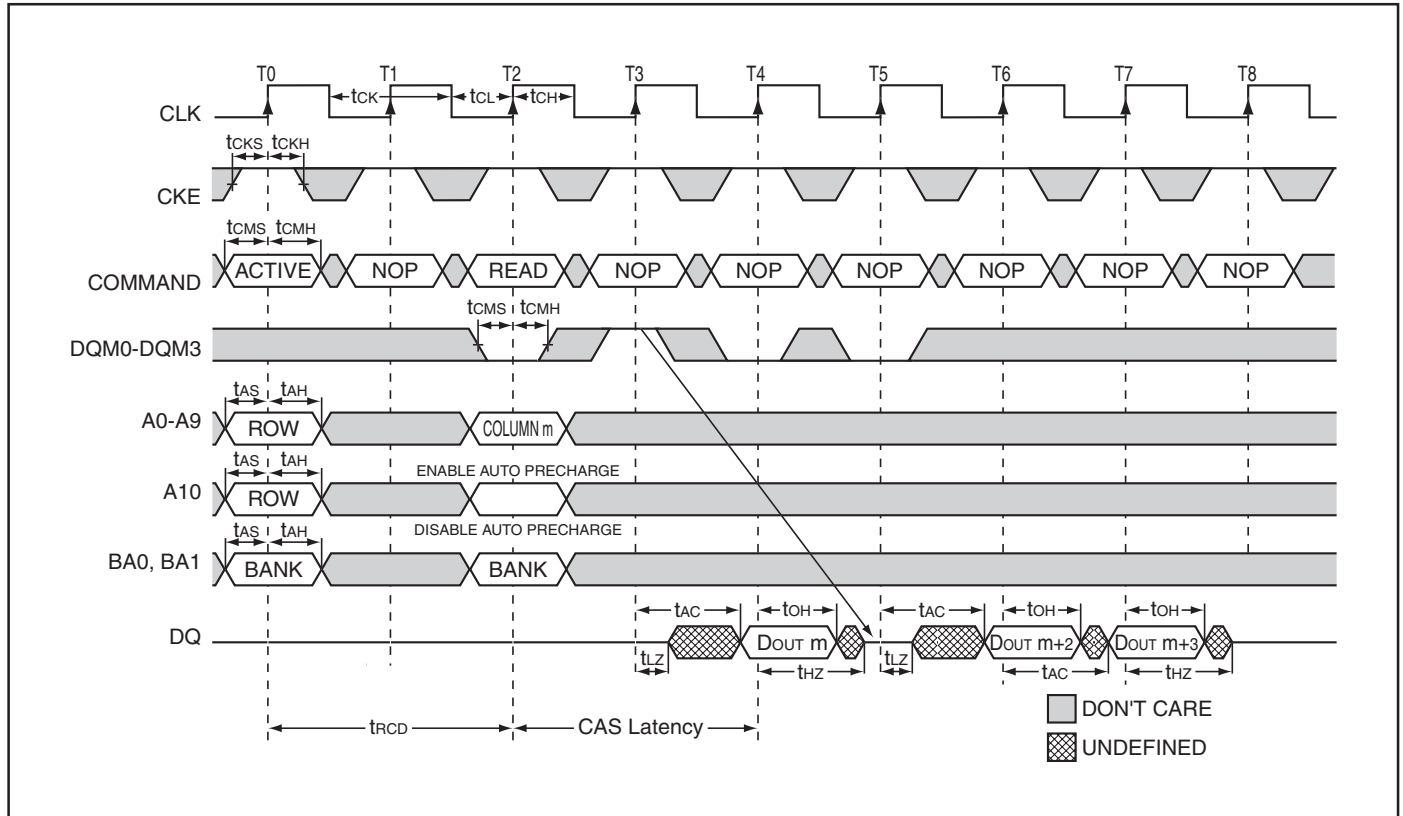 T0 T1 T2 T3 T4 T5 T6 T7 T8
tCK tCL tCH
CLK
tCKS tCKH
CKE
tCMS tCMH
COMMAND ACTIVE NOP READ NOP NOP NOP NOP NOP NOP
tCMS tCMH
DQM0-DQM3
tAS tAH
A0-A9 ROW COLUMN m
tAS tAH ENABLE AUTO PRECHARGE
A10 ROW
tAS tAH DISABLE AUTO PRECHARGE
BA0, BA1 BANK BANK
tAC tOH tAC tOH tOH
DQ DOUT m DOUT m+2 DOUT m+3
tLZ tHZ tLZ tAC tHZ
DON'T CARE
tRCD CAS Latency
UNDEFINED